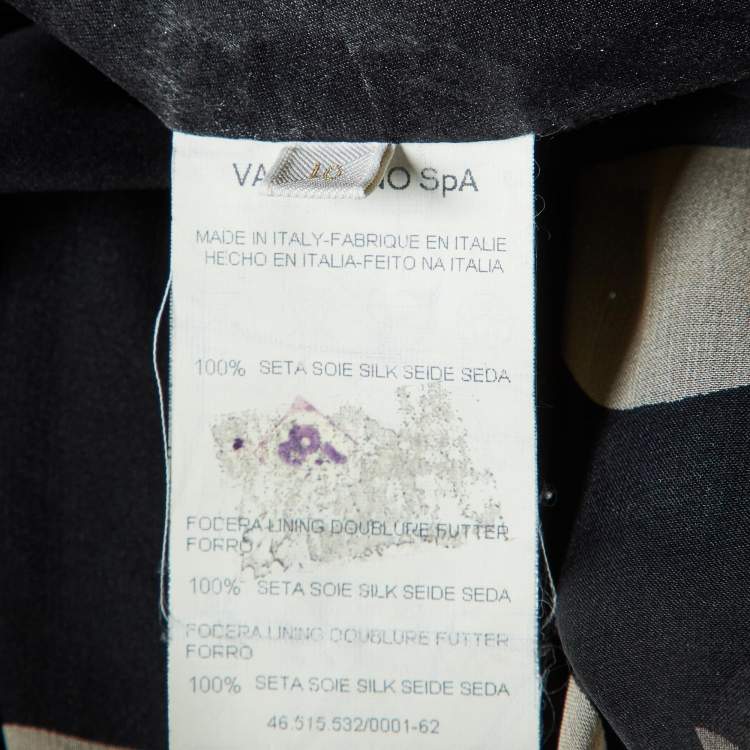 10
SpA
MADE IN ITALY-FABRIQUE EN ITALIE
HECHO EN ITALIA-FEITO NA ITALIA
100% SETA SOIE SILK SEIDE SEDA
FODERA LINING DOUBLURE FUTTER
FORRO
100% SETA SOIE SILK SEIDE SEDA
FODERA LINING DOUBLURE FUTTER
FORRO
100% SETA SOIE SILK SEIDE SEDA
46.515.532/0001-62